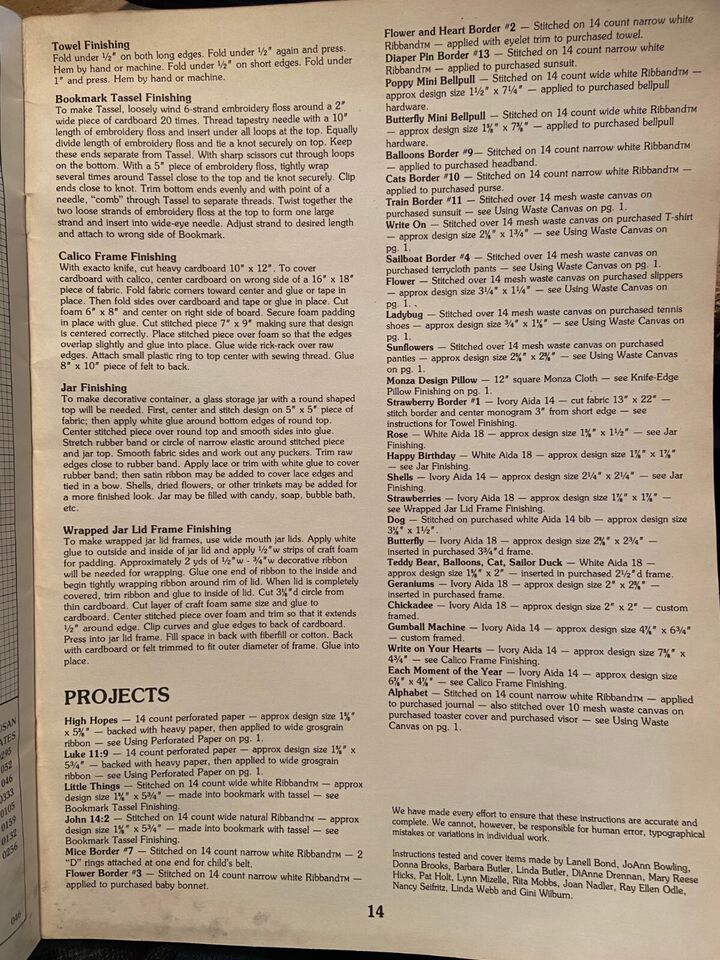 Towel Finishing
Fold under ½" on both long edges. Fold under ½" again and press.
Hem by hand or machine. Fold under ½" on short edges. Fold under
1" and press. Hem by hand or machine.
Bookmark Tassel Finishing
To make Tassel, loosely wind 6-strand embroidery floss around a 2"
wide piece of cardboard 20 times. Thread tapestry needle with a 10"
length of embroidery floss and insert under all loops at the top. Equally
divide length of embroidery floss and tie a knot securely on top. Keep
these ends separate from Tassel. With sharp scissors cut through loops
on the bottom. With a 5" piece of embroidery floss, tightly wrap
several times around Tassel close to the top and tie knot securely. Clip
ends close to knot. Trim bottom ends evenly and with point of a
needle, "comb" through Tassel to separate threads. Twist together the
two loose strands of embroidery floss at the top to form one large
strand and insert into wide-eye needle. Adjust strand to desired length
and attach to wrong side of Bookmark.
Calico Frame Finishing
With exacto knife, cut heavy cardboard 10" x 12". To cover
cardboard with calico, center cardboard on wrong side of a 16" x 18"
piece of fabric. Fold fabric corners toward center and glue or tape in
place. Then fold sides over cardboard and tape or glue in place. Cut
foam 6" x 8" and center on right side of board. Secure foam padding
in place with glue. Cut stitched piece 7" x 9" making sure that design
is centered correctly. Place stitched piece over foam so that the edges
overlap slightly and glue into place. Glue wide rick-rack over raw
edges. Attach small plastic ring to top center with sewing thread. Glue
8" x 10" piece of felt to back.
Jar Finishing
To make decorative container, a glass storage jar with a round shaped
top will be needed. First, center and stitch design on 5" x 5" piece of
fabric; then apply white glue around bottom edges of round top.
Center stitched piece over round top and smooth sides into glue.
Stretch rubber band or circle of narrow elastic around stitched piece
and jar top. Smooth fabric sides and work out any puckers. Trim raw
edges close to rubber band. Apply lace or trim with white glue to cover
rubber band; then satin ribbon may be added to cover lace edges and
tied in a bow. Shells, dried flowers, or other trinkets may be added for
a more finished look. Jar may be filled with candy, soap, bubble bath,
etc.
Wrapped Jar Lid Frame Finishing
To make wrapped jar lid frames, use wide mouth jar lids. Apply white
glue to outside and inside of jar lid and apply ½"w strips of craft foam
for padding. Approximately 2 yds of ½"w - ¾"w decorative ribbon
will be needed for wrapping. Glue one end of ribbon to the inside and
begin tightly wrapping ribbon around rim of lid. When lid is completely
covered, trim ribbon and glue to inside of lid. Cut 3⅜"d circle from
thin cardboard. Cut layer of craft foam same size and glue to
cardboard. Center stitched piece over foam and trim so that it extends
½" around edge. Clip curves and glue edges to back of cardboard.
Press into jar lid frame. Fill space in back with fiberfill or cotton. Back
with cardboard or felt trimmed to fit outer diameter of frame. Glue into
place.
PROJECTS
High Hopes — 14 count perforated paper — approx design size 1⅝"
x 5⅝" — backed with heavy paper, then applied to wide grosgrain
ribbon — see Using Perforated Paper on pg. 1.
Luke 11:9 — 14 count perforated paper — approx design size 1⅝" x
5¾" — backed with heavy paper, then applied to wide grosgrain
ribbon — see Using Perforated Paper on pg. 1.
Little Things — Stitched on 14 count wide white Ribband™ — approx
design size 1⅝" x 5¾" — made into bookmark with tassel — see
Bookmark Tassel Finishing.
John 14:2 — Stitched on 14 count wide natural Ribband™ — approx
design size 1⅝" x 5¾" — made into bookmark with tassel — see
Bookmark Tassel Finishing.
Mice Border #7 — Stitched on 14 count narrow white Ribband™ — 2
"D" rings attached at one end for child's belt.
Flower Border #3 — Stitched on 14 count narrow white Ribband™ —
applied to purchased baby bonnet.
Flower and Heart Border #2 — Stitched on 14 count narrow white
Ribband™ — applied with eyelet trim to purchased towel.
Diaper Pin Border #13 — Stitched on 14 count narrow white
Ribband™ — applied to purchased sunsuit.
Poppy Mini Bellpull — Stitched on 14 count wide white Ribband™ —
approx design size 1½" x 7¼" — applied to purchased bellpull
hardware.
Butterfly Mini Bellpull — Stitched on 14 count wide white Ribband™
— approx design size 1⅝" x 7⅝" — applied to purchased bellpull
hardware.
Balloons Border #9— Stitched on 14 count narrow white Ribband™
— applied to purchased headband.
Cats Border #10 — Stitched on 14 count narrow white Ribband™ —
applied to purchased purse.
Train Border #11 — Stitched over 14 mesh waste canvas on
purchased sunsuit — see Using Waste Canvas on pg. 1.
Write On — Stitched over 14 mesh waste canvas on purchased T-shirt
— approx design size 2⅛" x 1¾" — see Using Waste Canvas on
pg. 1.
Sailboat Border #4 — Stitched over 14 mesh waste canvas on
purchased terrycloth pants — see Using Waste Canvas on pg. 1.
Flower — Stitched over 14 mesh waste canvas on purchased slippers
— approx design size 3¼" x 1¼" — see Using Waste Canvas on
pg. 1.
Ladybug — Stitched over 14 mesh waste canvas on purchased tennis
shoes — approx design size ¾" x 1⅛" — see Using Waste Canvas on
pg. 1.
Sunflowers — Stitched over 14 mesh waste canvas on purchased
panties — approx design size 2⅝" x 2⅝" — see Using Waste Canvas
on pg. 1.
Monza Design Pillow — 12" square Monza Cloth — see Knife-Edge
Pillow Finishing on pg. 1.
Strawberry Border #1 — Ivory Aida 14 — cut fabric 13" x 22" —
stitch border and center monogram 3" from short edge — see
instructions for Towel Finishing.
Rose — White Aida 18 — approx design size 1⅝" x 1½" — see Jar
Finishing.
Happy Birthday — White Aida 18 — approx design size 1⅞" x 1⅞"
— see Jar Finishing.
Shells — Ivory Aida 14 — approx design size 2¼" x 2¼" — see Jar
Finishing.
Strawberries — Ivory Aida 18 — approx design size 1⅞" x 1⅞" —
see Wrapped Jar Lid Frame Finishing.
Dog — Stitched on purchased white Aida 14 bib — approx design size
3⅛" x 1½".
Butterfly — Ivory Aida 18 — approx design size 2⅝" x 2¾" —
inserted in purchased 3¾"d frame.
Teddy Bear, Balloons, Cat, Sailor Duck — White Aida 18 —
approx design size 1⅝" x 2" — inserted in purchased 2½"d frame.
Geraniums — Ivory Aida 18 — approx design size 2" x 2⅝" —
inserted in purchased frame.
Chickadee — Ivory Aida 18 — approx design size 2" x 2" — custom
framed.
Gumball Machine — Ivory Aida 14 — approx design size 4⅞" x 6¾"
— custom framed.
Write on Your Hearts — Ivory Aida 14 — approx design size 7⅝" x
4¾" — see Calico Frame Finishing.
Each Moment of the Year — Ivory Aida 14 — approx design size
6⅞" x 4⅝" — see Calico Frame Finishing.
Alphabet — Stitched on 14 count narrow white Ribband™ — applied
to purchased journal — also stitched over 10 mesh waste canvas on
purchased toaster cover and purchased visor — see Using Waste
Canvas on pg. 1.
We have made every effort to ensure that these instructions are accurate and
complete. We cannot, however, be responsible for human error, typographical
mistakes or variations in individual work.
Instructions tested and cover items made by Lanell Bond, JoAnn Bowling,
Donna Brooks, Barbara Butler, Linda Butler, DiAnne Drennan, Mary Reese
Hicks, Pat Holt, Lynn Mizelle, Rita Mobbs, Joan Nadler, Ray Ellen Odle,
Nancy Seifritz, Linda Webb and Gini Wilburn.
14